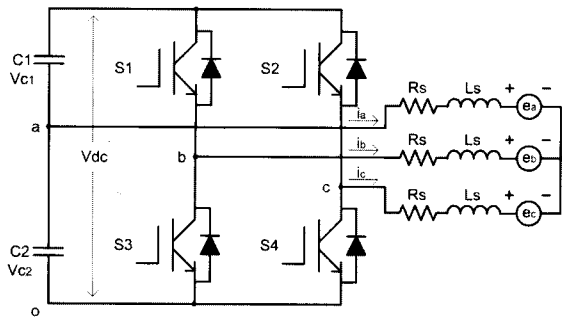 C1
Vc1
S1
S2
Rs
Ls
+
ea
−
ia
a
Vdc
b
ib
Rs
Ls
+
eb
−
c
ic
Rs
Ls
+
ec
−
C2
Vc2
S3
S4
o